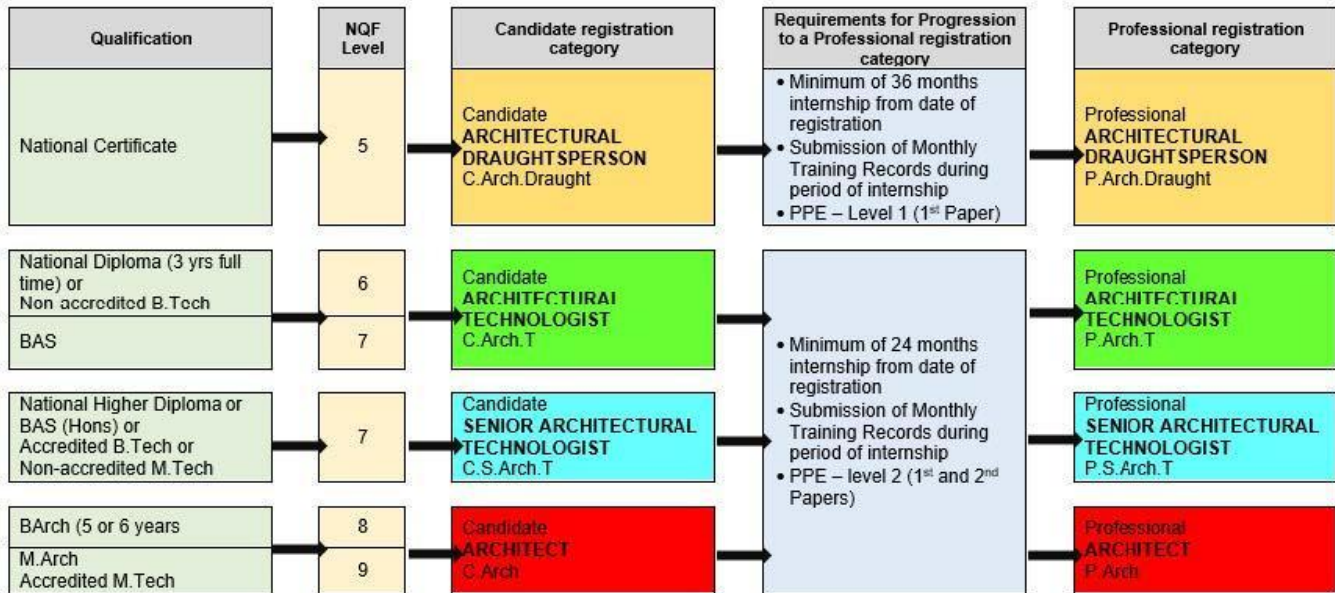 Qualification
NQF
Level
Candidate registration
category
Requirements for Progression
to a Professional registration
category
Professional registration
category
National Certificate
5
Candidate
ARCHITECTURAL
DRAUGHTSPERSON
C.Arch.Draught
• Minimum of 36 months
internship from date of
registration
• Submission of Monthly
Training Records during
period of internship
• PPE – Level 1 (1st Paper)
Professional
ARCHITECTURAL
DRAUGHTSPERSON
P.Arch.Draught
National Diploma (3 yrs full
time) or
Non accredited B.Tech
6
BAS
7
Candidate
ARCHITECTURAL
TECHNOLOGIST
C.Arch.T
• Minimum of 24 months
internship from date of
registration
• Submission of Monthly
Training Records during
period of internship
• PPE – level 2 (1st and 2nd
Papers)
Professional
ARCHITECTURAL
TECHNOLOGIST
P.Arch.T
National Higher Diploma or
BAS (Hons) or
Accredited B.Tech or
Non-accredited M.Tech
7
Candidate
SENIOR ARCHITECTURAL
TECHNOLOGIST
C.S.Arch.T
Professional
SENIOR ARCHITECTURAL
TECHNOLOGIST
P.S.Arch.T
BArch (5 or 6 years
8
M.Arch
Accredited M.Tech
9
Candidate
ARCHITECT
C.Arch
Professional
ARCHITECT
P.Arch